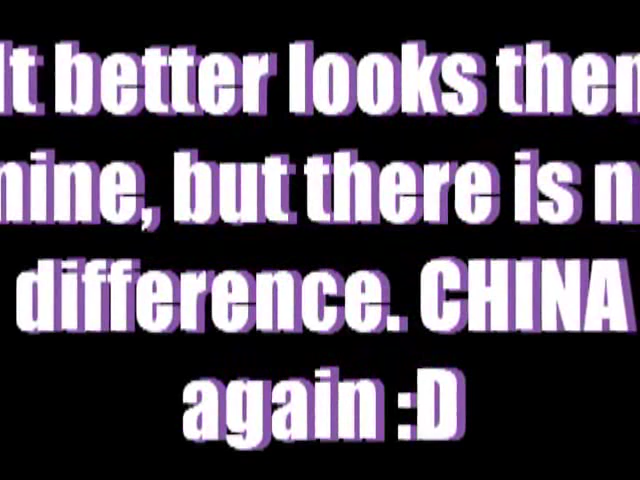 It better looks then
mine, but there is n
difference. CHINA
again :D